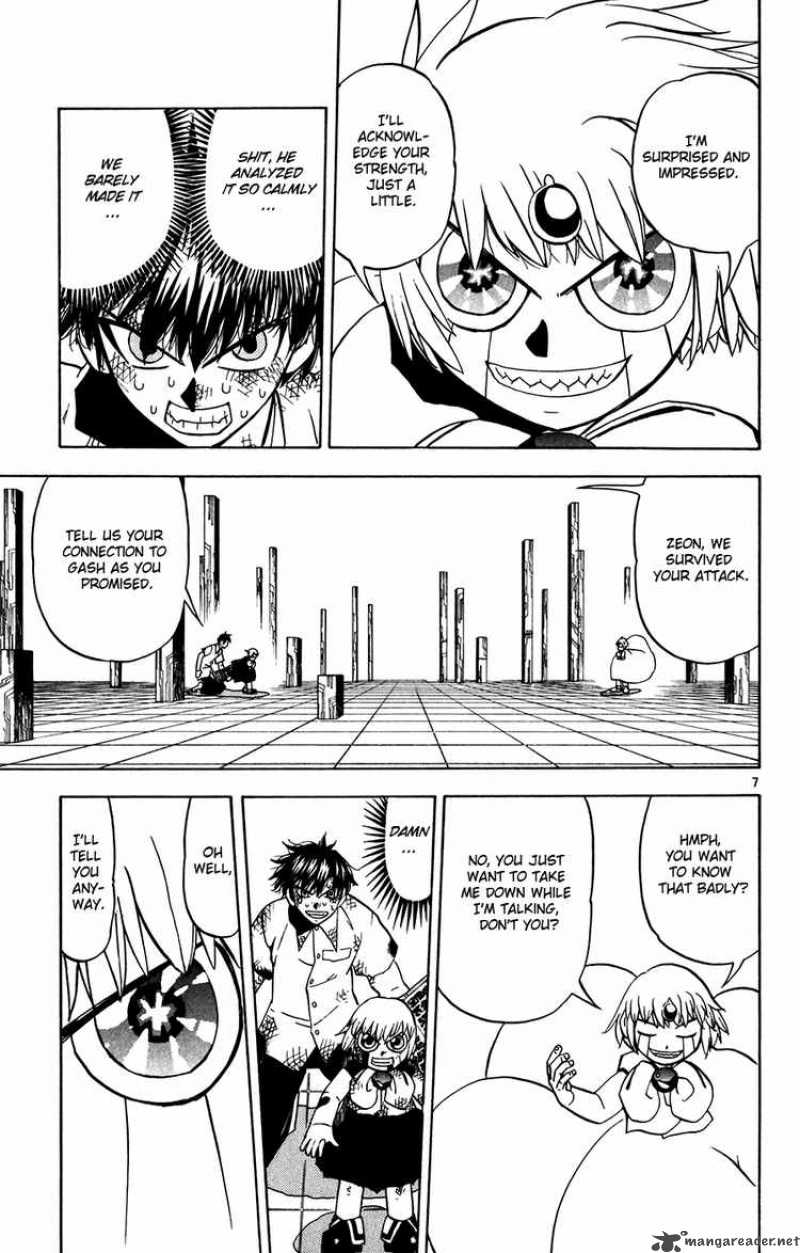 I'M
SURPRISED AND
IMPRESSED.
I'LL
ACKNOWL-
EDGE YOUR
STRENGTH,
JUST A
LITTLE.
SHIT, HE
ANALYZED
IT SO CALMLY
...
WE
BARELY
MADE IT
...
ZEON, WE
SURVIVED
YOUR ATTACK.
TELL US YOUR
CONNECTION TO
GASH AS YOU
PROMISED.
7
HMPH,
YOU WANT
TO KNOW
THAT BADLY?
NO, YOU JUST
WANT TO TAKE
ME DOWN WHILE
I'M TALKING,
DON'T YOU?
DAMN
...
OH
WELL,
I'LL
TELL
YOU
ANY-
WAY.
mangareader.net